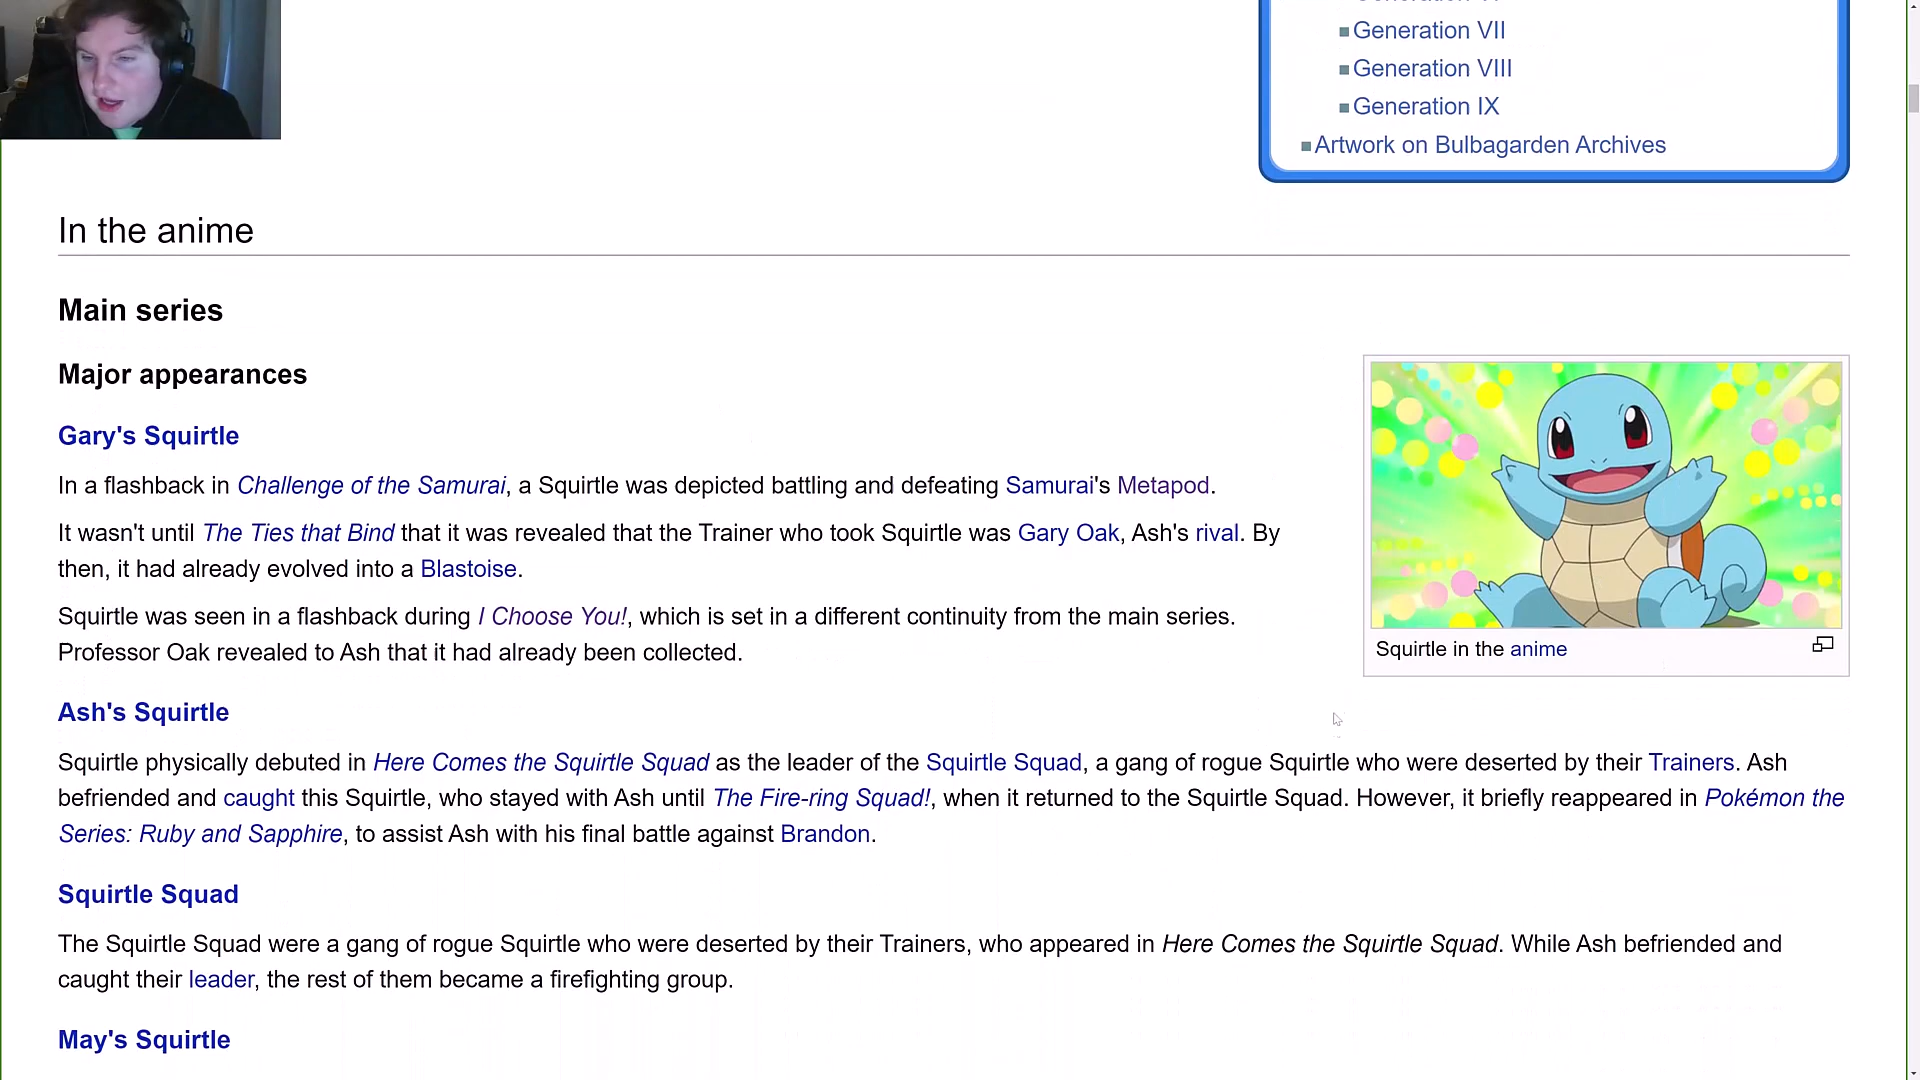 Generation VII
Generation VIII
Generation IX
Artwork on Bulbagarden Archives
In the anime
Main series
Major appearances
Gary's Squirtle
In a flashback in Challenge of the Samurai, a Squirtle was depicted battling and defeating Samurai's Metapod.
It wasn't until The Ties that Bind that it was revealed that the Trainer who took Squirtle was Gary Oak, Ash's rival. By
then, it had already evolved into a Blastoise.
Squirtle was seen in a flashback during I Choose You!, which is set in a different continuity from the main series.
Professor Oak revealed to Ash that it had already been collected.
Squirtle in the anime
Ash's Squirtle
Squirtle physically debuted in Here Comes the Squirtle Squad as the leader of the Squirtle Squad, a gang of rogue Squirtle who were deserted by their Trainers. Ash
befriended and caught this Squirtle, who stayed with Ash until The Fire-ring Squad!, when it returned to the Squirtle Squad. However, it briefly reappeared in Pokémon the
Series: Ruby and Sapphire, to assist Ash with his final battle against Brandon.
Squirtle Squad
The Squirtle Squad were a gang of rogue Squirtle who were deserted by their Trainers, who appeared in Here Comes the Squirtle Squad. While Ash befriended and
caught their leader, the rest of them became a firefighting group.
May's Squirtle